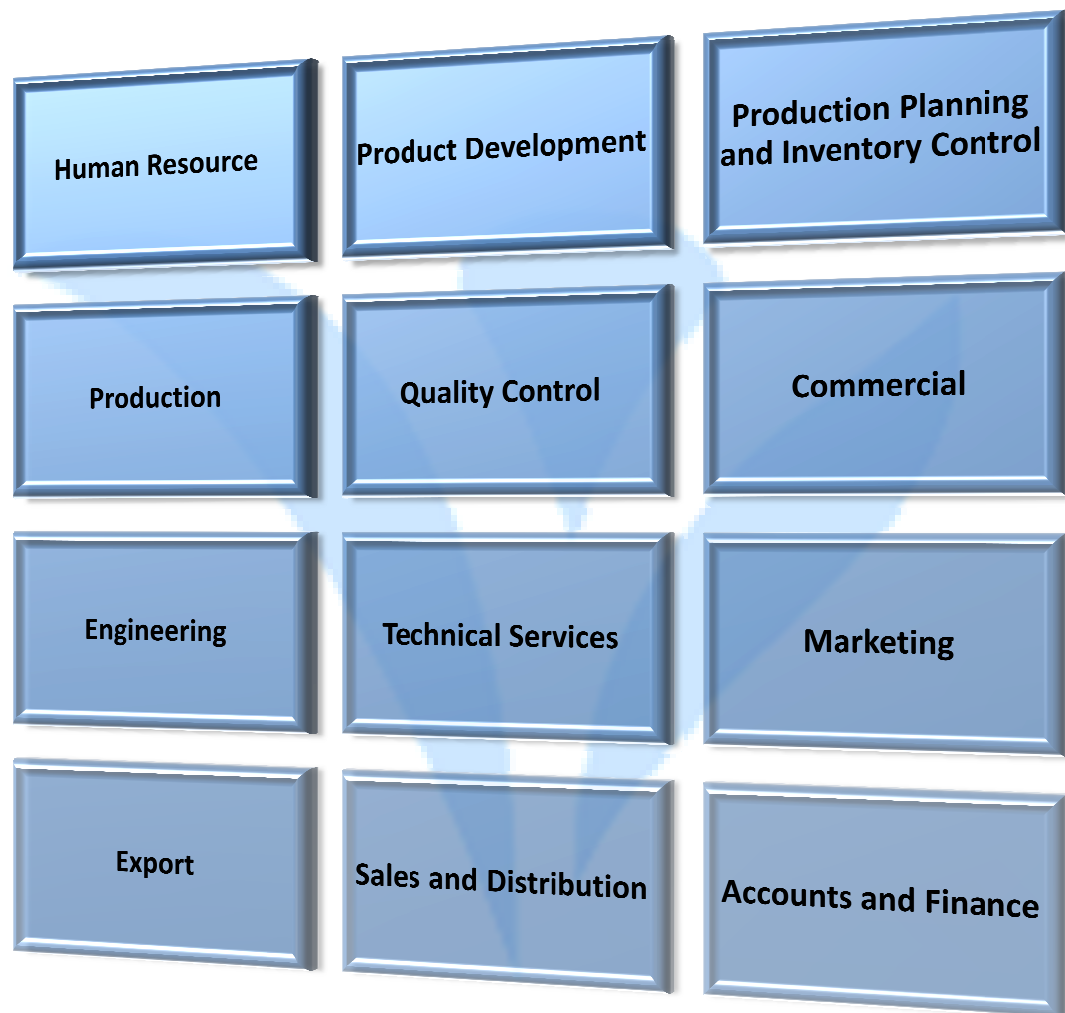 Human Resource
Product Development
Production Planning
and Inventory Control
Production
Quality Control
Commercial
Engineering
Technical Services
Marketing
Export
Sales and Distribution
Accounts and Finance